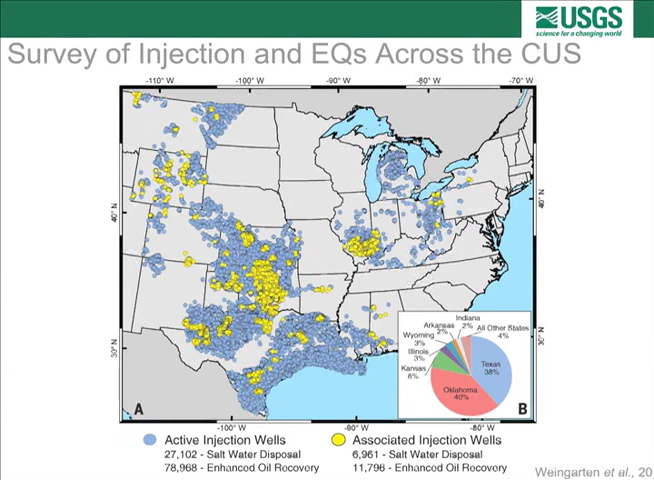 USGS
science for a changing world
Survey of Injection and EQs Across the CUS
-110° W -100° W -90° W -80° W -70° W
40° N
40° N
30° N
30° N
Indiana
2%
Arkansas
2%
All Other States
4%
Wyoming
3%
Illinois
3%
Kansas
8%
Texas
38%
Oklahoma
40%
A
B
-100° W -90° W -80° W
Active Injection Wells
27,102 - Salt Water Disposal
78,968 - Enhanced Oil Recovery
Associated Injection Wells
6,961 - Salt Water Disposal
11,796 - Enhanced Oil Recovery
Weingarten et al., 20